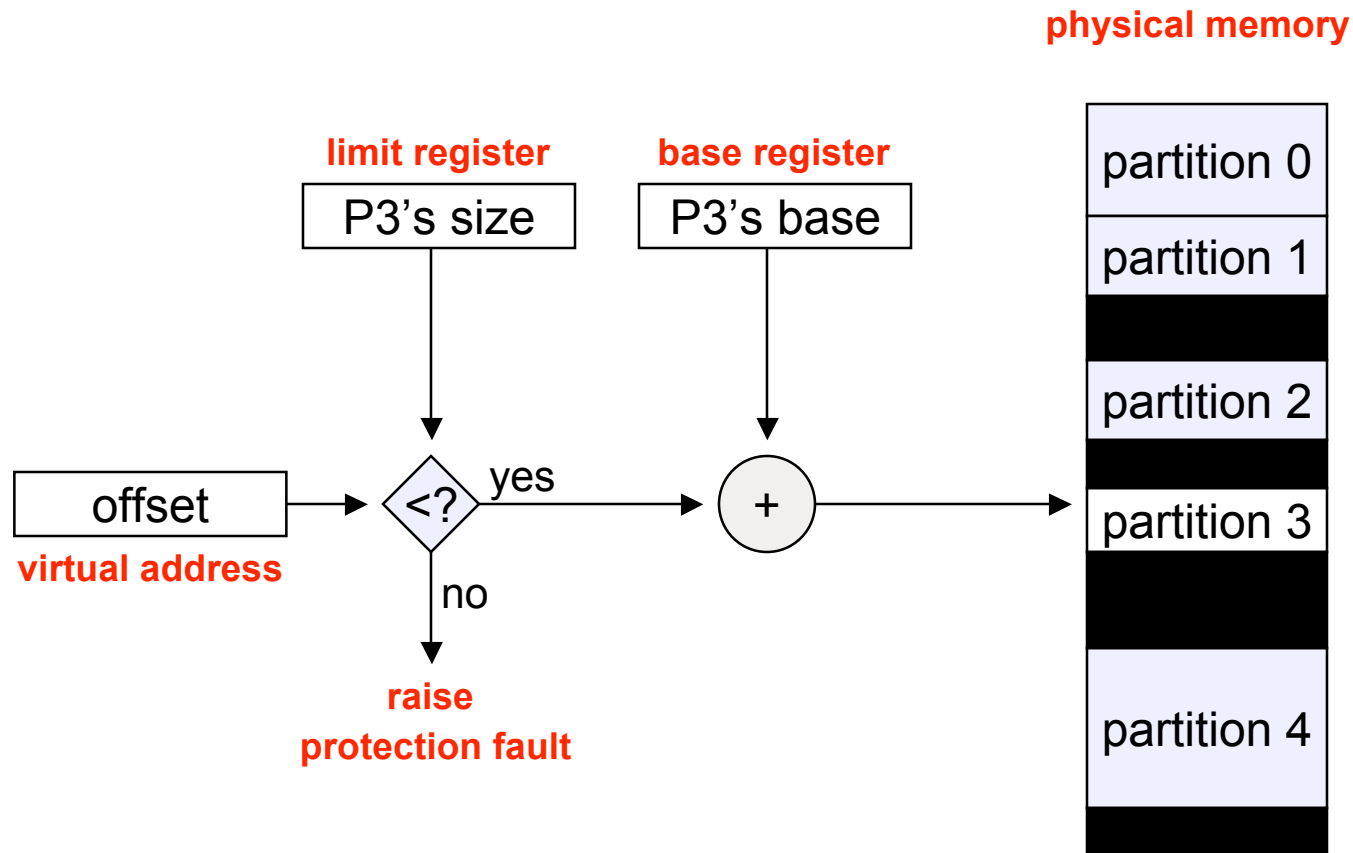 physical memory
limit register
base register
P3’s size
P3’s base
partition 0
partition 1
partition 2
partition 3
partition 4
offset
<?
yes
+
virtual address
no
raise
protection fault